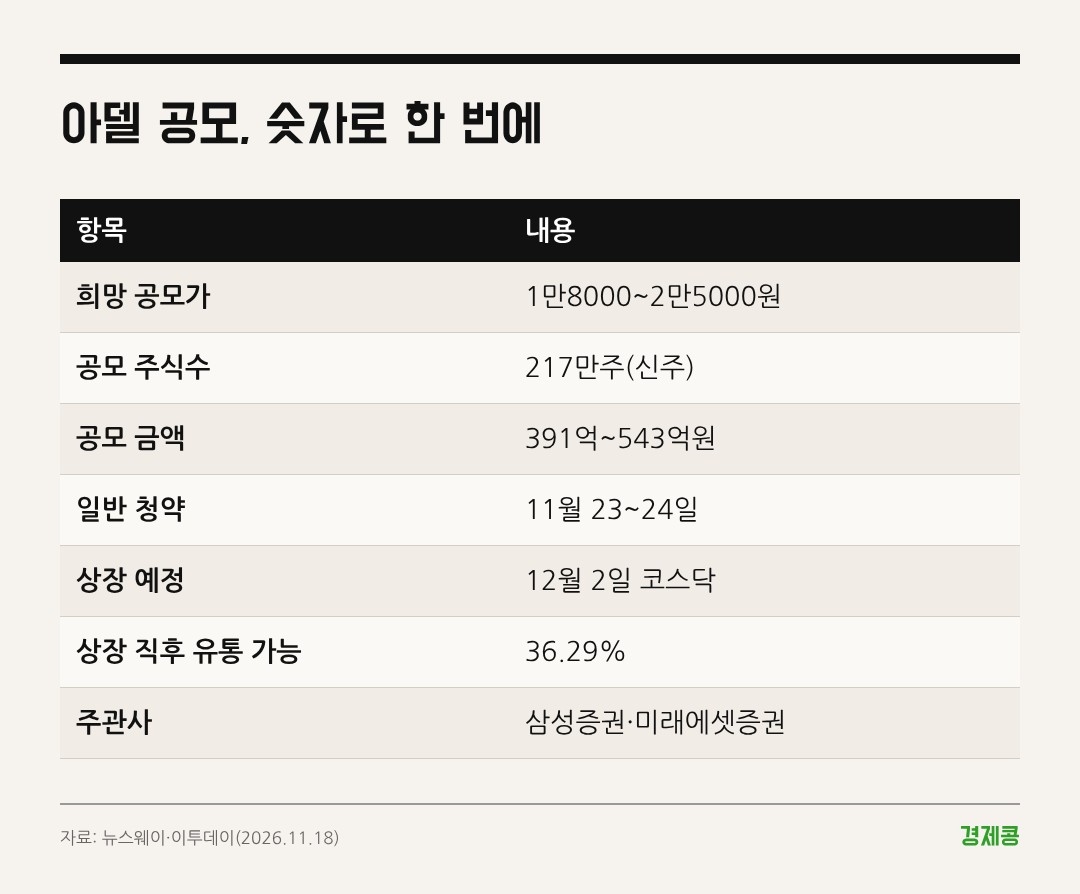 아델 공모, 숫자로 한 번에
항목 내용
희망 공모가 1만8000~2만5000원
공모 주식수 217만주(신주)
공모 금액 391억~543억원
일반 청약 11월 23~24일
상장 예정 12월 2일 코스닥
상장 직후 유통 가능 36.29%
주관사 삼성증권·미래에셋증권
자료: 뉴스웨이·이투데이(2026.11.18)
경제콩